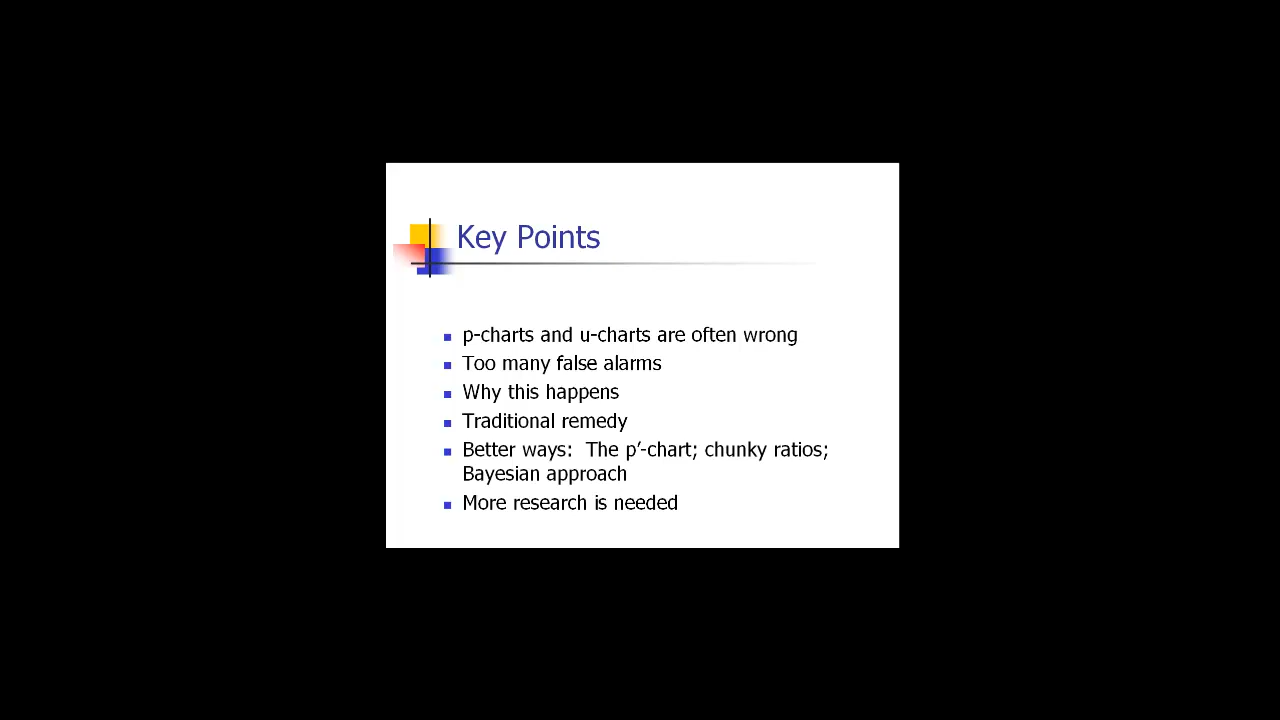 Key Points
p-charts and u-charts are often wrong
Too many false alarms
Why this happens
Traditional remedy
Better ways:  The p’-chart; chunky ratios;
Bayesian approach
More research is needed